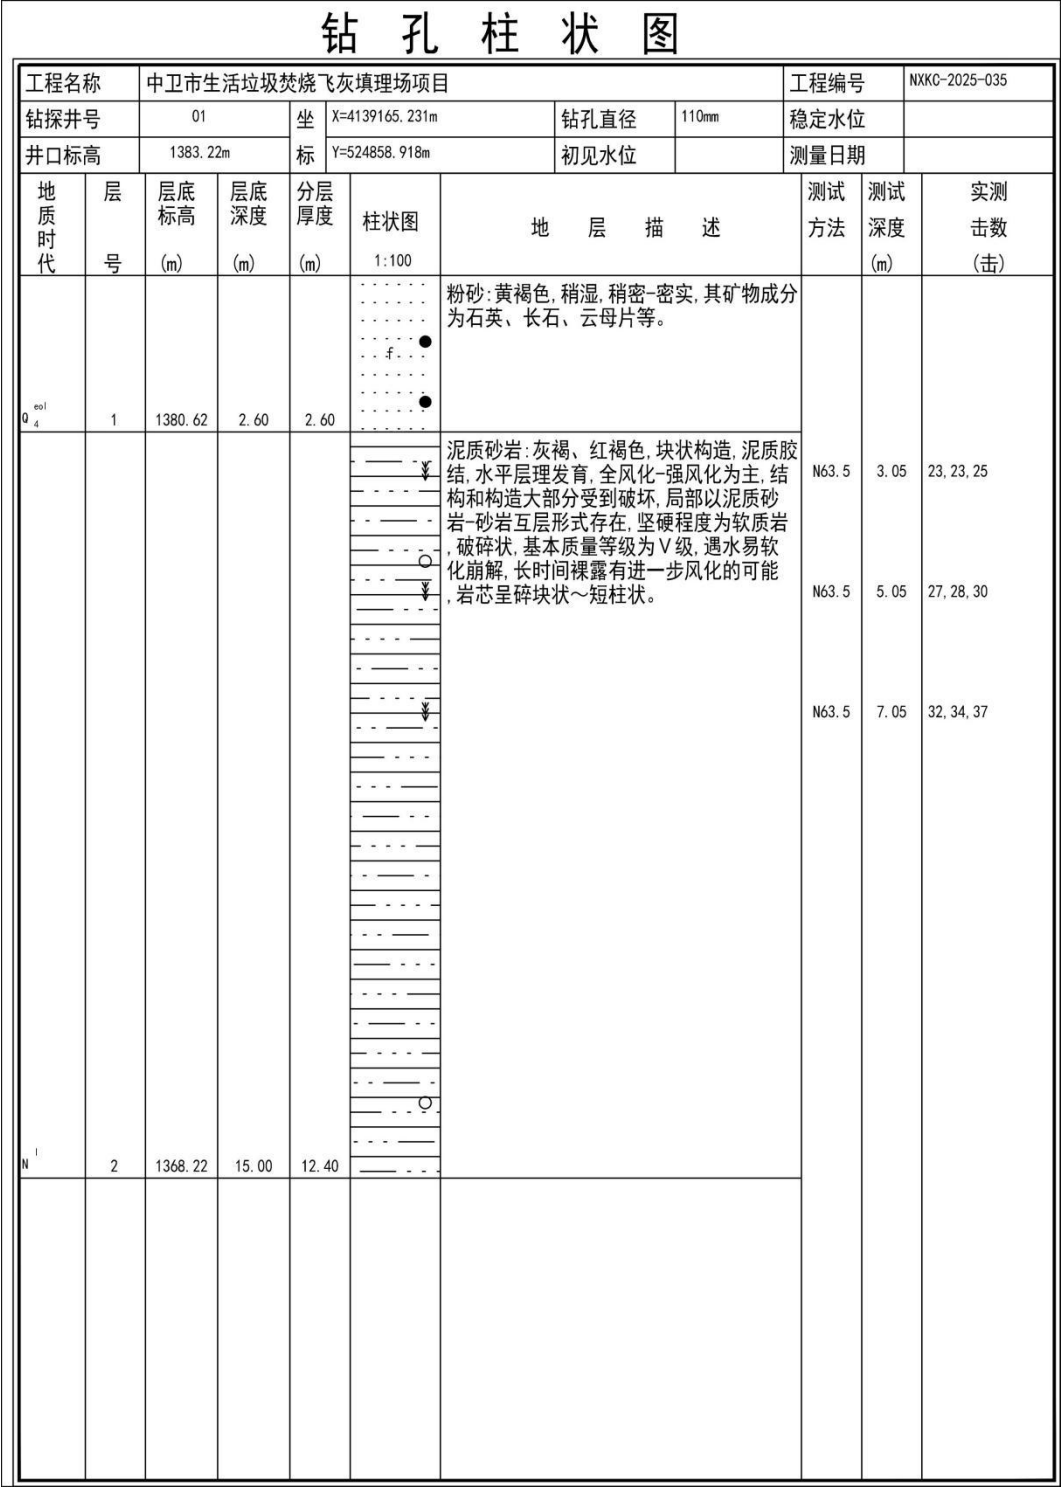 钻 孔 柱 状 图
工程名称 中卫市生活垃圾焚烧飞灰填理场项目 工程编号 NXKC-2025-035
钻探井号 01 坐 X=4139165.231m 钻孔直径 110mm 稳定水位
井口标高 1383.22m 标 Y=524858.918m 初见水位 测量日期
地质时代 层号 层底标高(m) 层底深度(m) 分层厚度(m) 柱状图 1:100 地 层 描 述 测试方法 测试深度(m) 实测击数(击)
粉砂:黄褐色,稍湿,稍密-密实,其矿物成分
为石英、长石、云母片等。
f
Q 4 eol 1 1380.62 2.60 2.60
泥质砂岩:灰褐、红褐色,块状构造,泥质胶
结,水平层理发育,全风化-强风化为主,结
构和构造大部分受到破坏,局部以泥质砂
岩-砂岩互层形式存在,坚硬程度为软质岩
,破碎状,基本质量等级为Ⅴ级,遇水易软
化崩解,长时间裸露有进一步风化的可能
,岩芯呈碎块状～短柱状。
N63.5 3.05 23,23,25
N63.5 5.05 27,28,30
N63.5 7.05 32,34,37
N l 2 1368.22 15.00 12.40